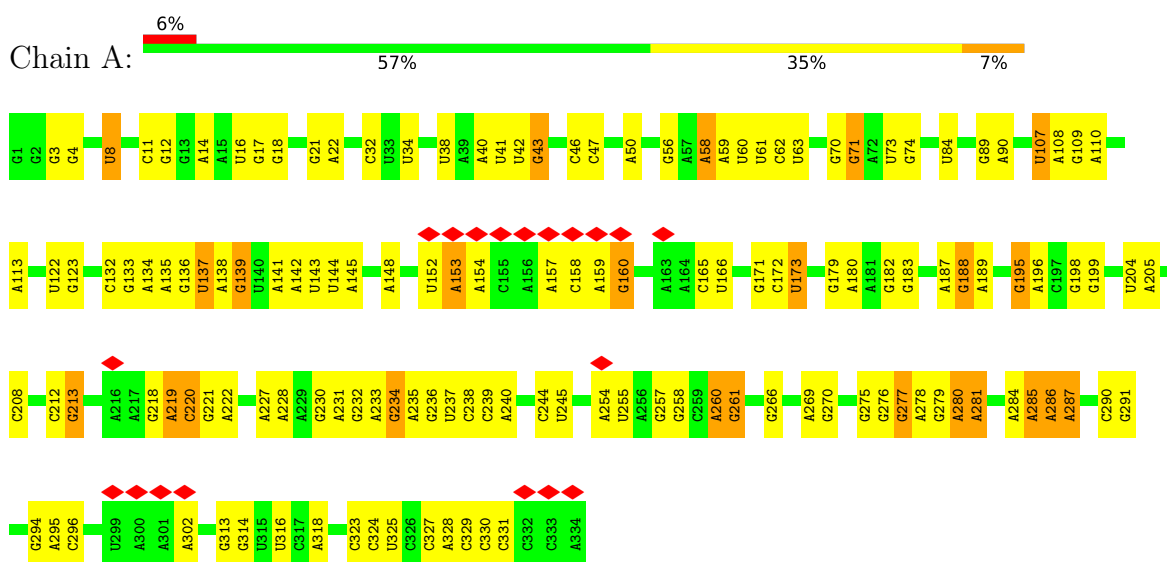 6%
Chain A:
57% 35% 7%
G1 G2 G3 G4 U8 C11 G12 G13 A14 A15 U16 G17 G18 G21 A22 C32 U33 U34 U38 A39 A40 U41 U42 G43 C46 C47 A50 G56 A57 A58 A59 U60 U61 C62 U63 G70 G71 A72 U73 G74 U84 G89 A90 U107 A108 G109 A110
A113 U122 G123 C132 G133 A134 A135 G136 U137 A138 G139 U140 A141 A142 U143 U144 A145 A148 U152 A153 A154 C155 A156 A157 C158 A159 G160 A163 A164 C165 U166 G171 C172 U173 G179 A180 A181 G182 G183 A187 G188 A189 G195 A196 C197 G198 G199 U204 A205
C208 C212 G213 A216 A217 G218 A219 C220 G221 A222 A227 A228 A229 G230 A231 G232 A233 G234 A235 G236 U237 C238 C239 A240 C244 U245 A254 U255 A256 G257 G258 C259 A260 G261 G266 A269 G270 G275 G276 G277 A278 G279 A280 A281 A284 A285 A286 A287 C290 G291
G294 A295 C296 U299 A300 A301 A302 G313 G314 U315 U316 C317 A318 C323 C324 U325 C326 C327 A328 C329 C330 C331 C332 C333 A334